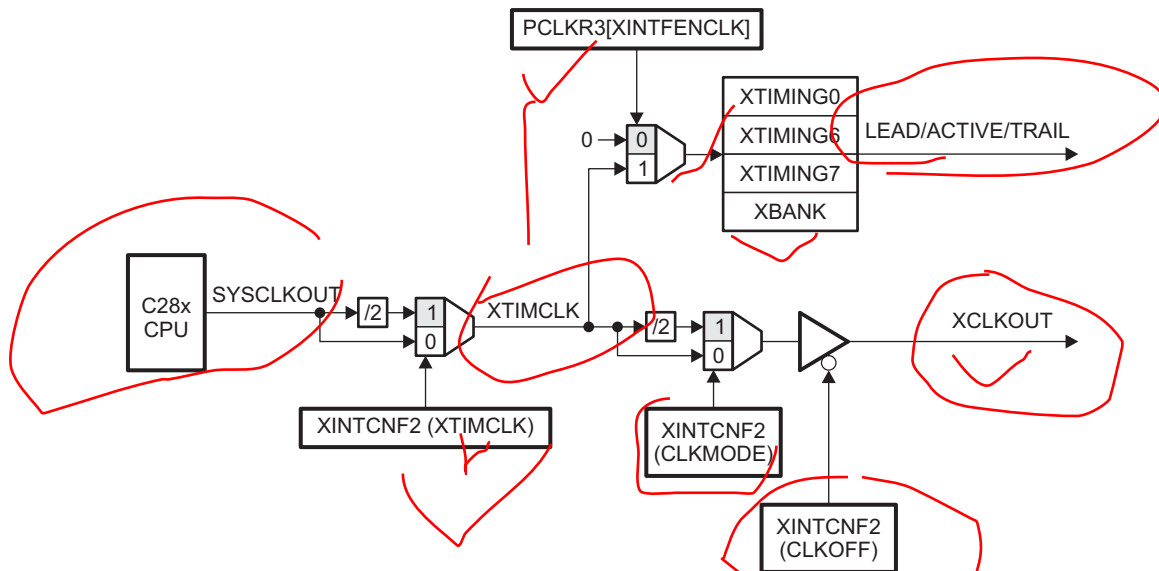 PCLKR3[XINTFENCLK]
XTIMING0
0
0
XTIMING6
LEAD/ACTIVE/TRAIL
1
XTIMING7
XBANK
C28x
CPU
SYSCLKOUT
/2
1
0
XTIMCLK
/2
1
0
XCLKOUT
XINTCNF2 (XTIMCLK)
XINTCNF2
(CLKMODE)
XINTCNF2
(CLKOFF)